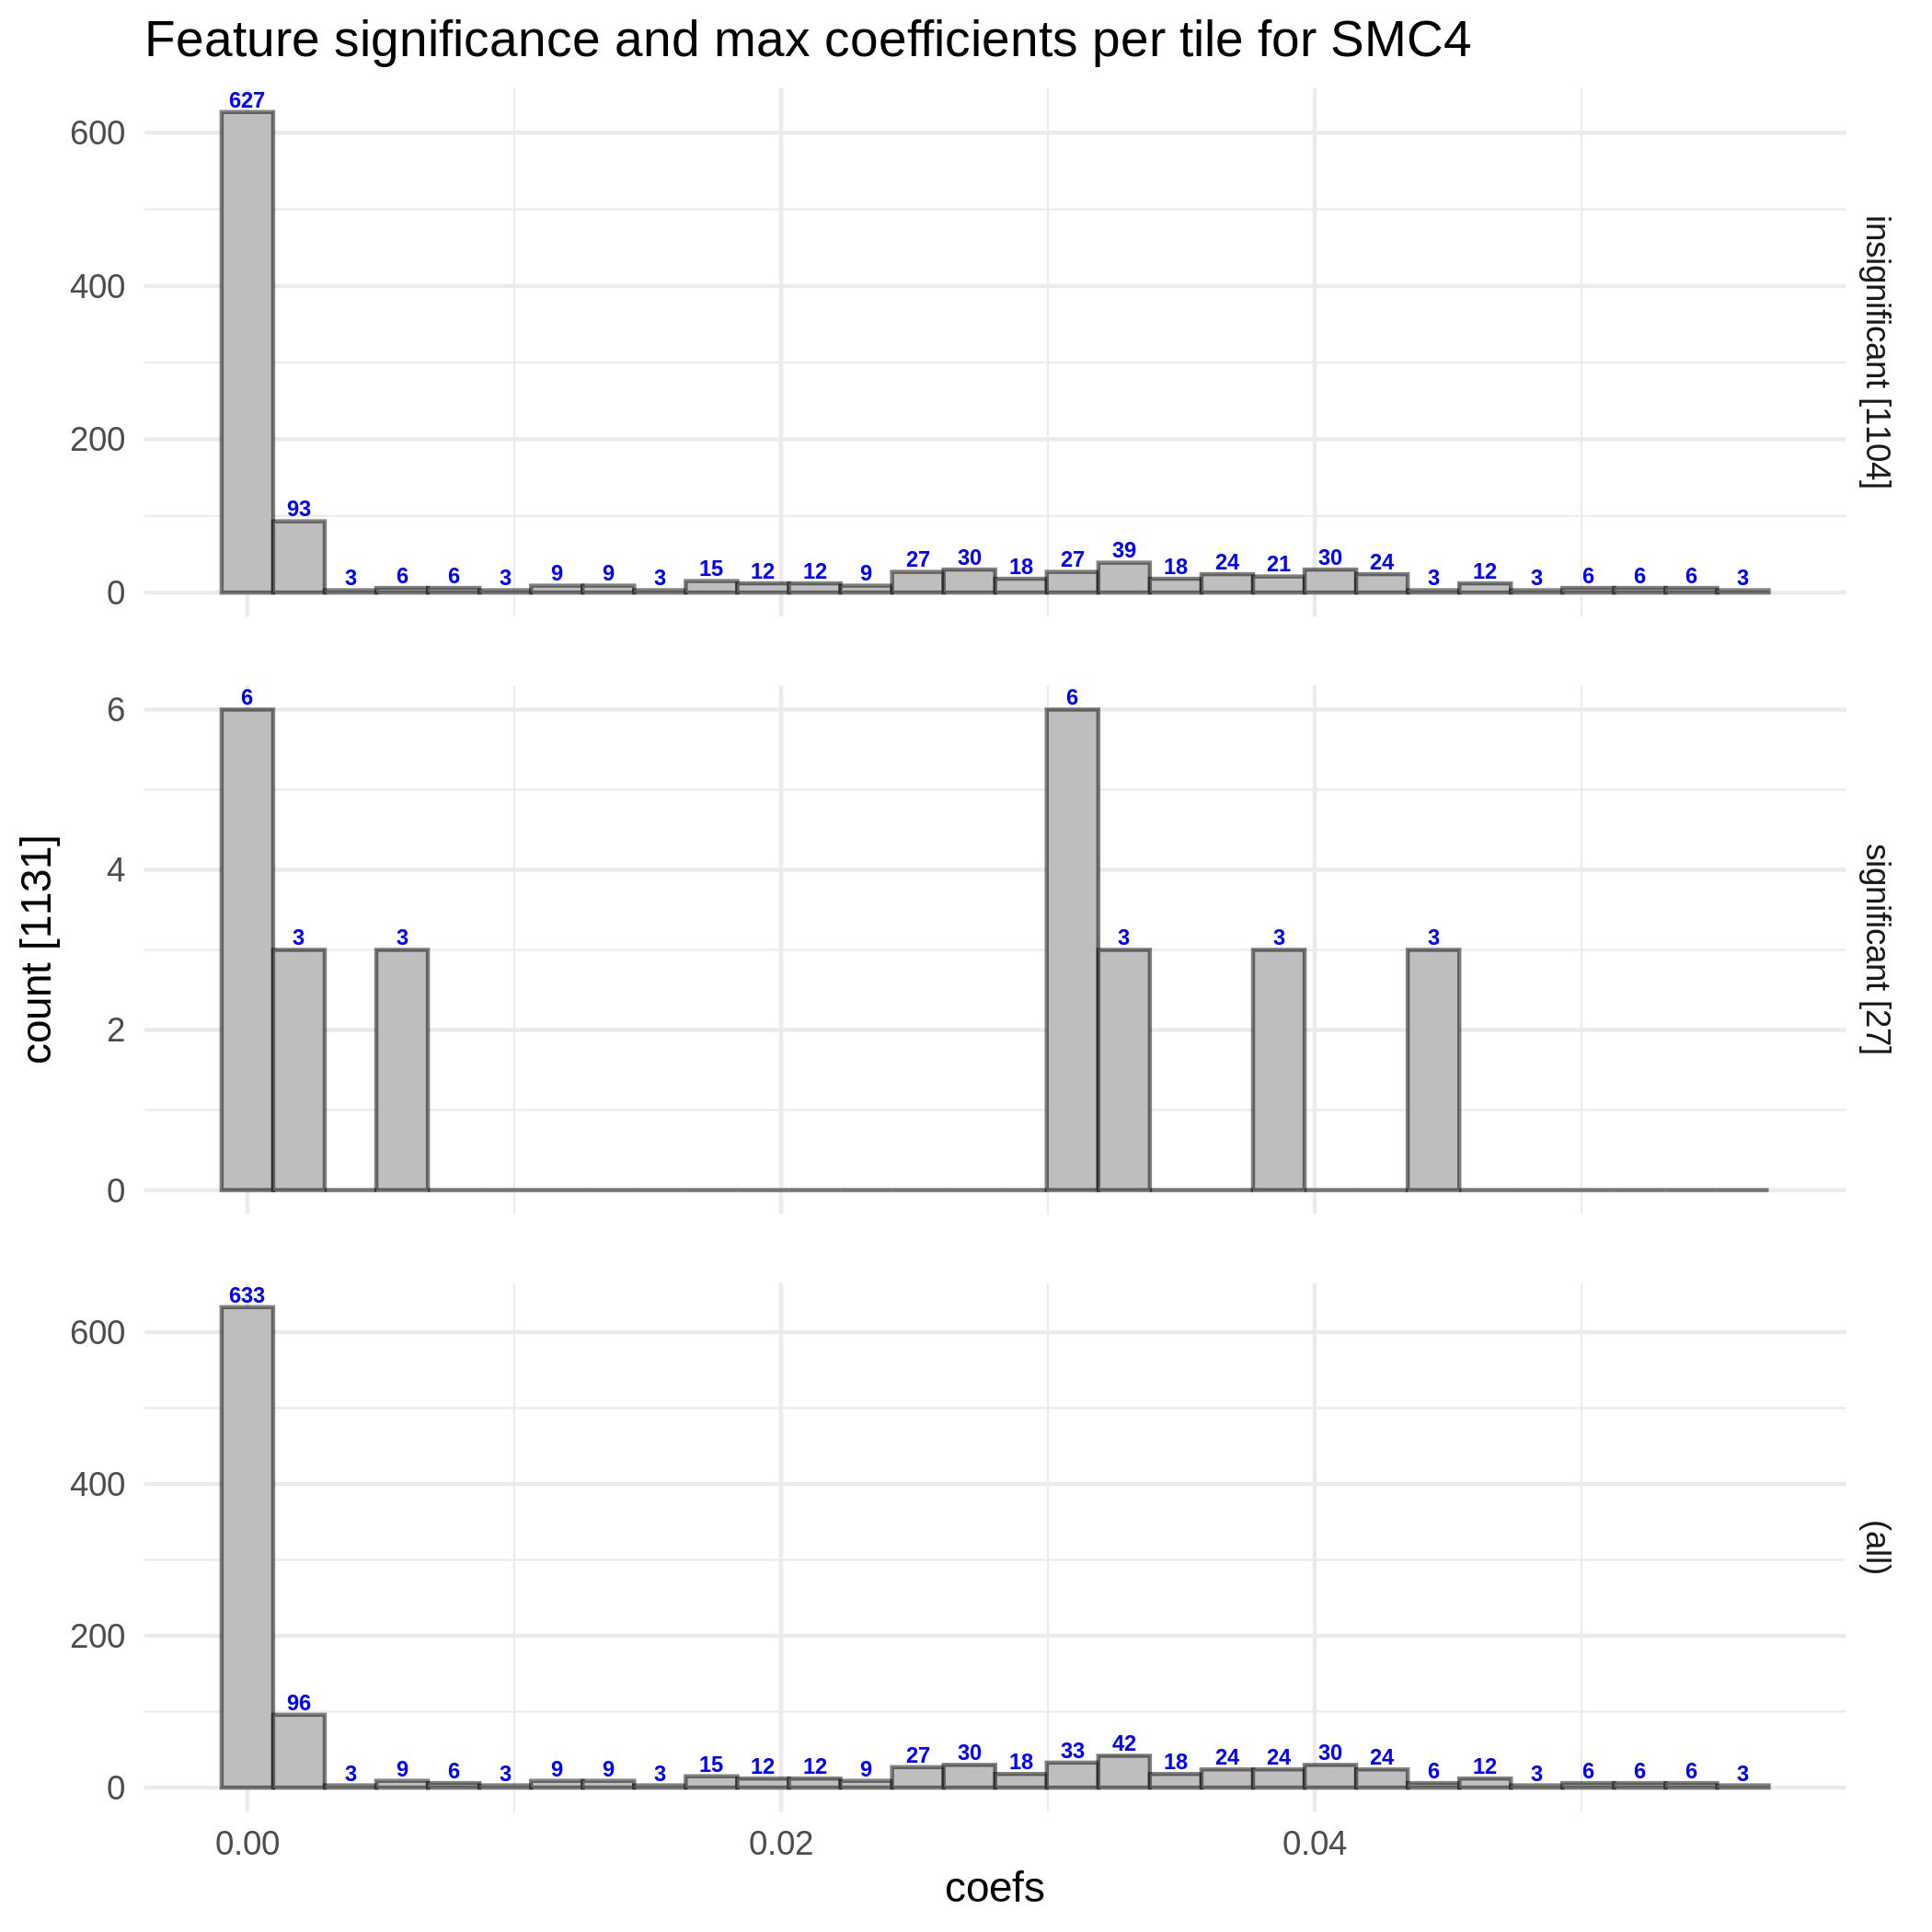 Feature significance and max coefficients per tile for SMC4
627
600
400
200
93
3 6 6 3 9 9 3 15 12 12 9 27 30 18 27 39 18 24 21 30 24 3 12 3 6 6 6 3
0
insignificant [1104]
count [1131]
6 6
6
4
3 3 3 3 3
2
0
significant [27]
633
600
400
200
96
3 9 6 3 9 9 3 15 12 12 9 27 30 18 33 42 18 24 24 30 24 6 12 3 6 6 6 3
0
(all)
0.00 0.02 0.04
coefs